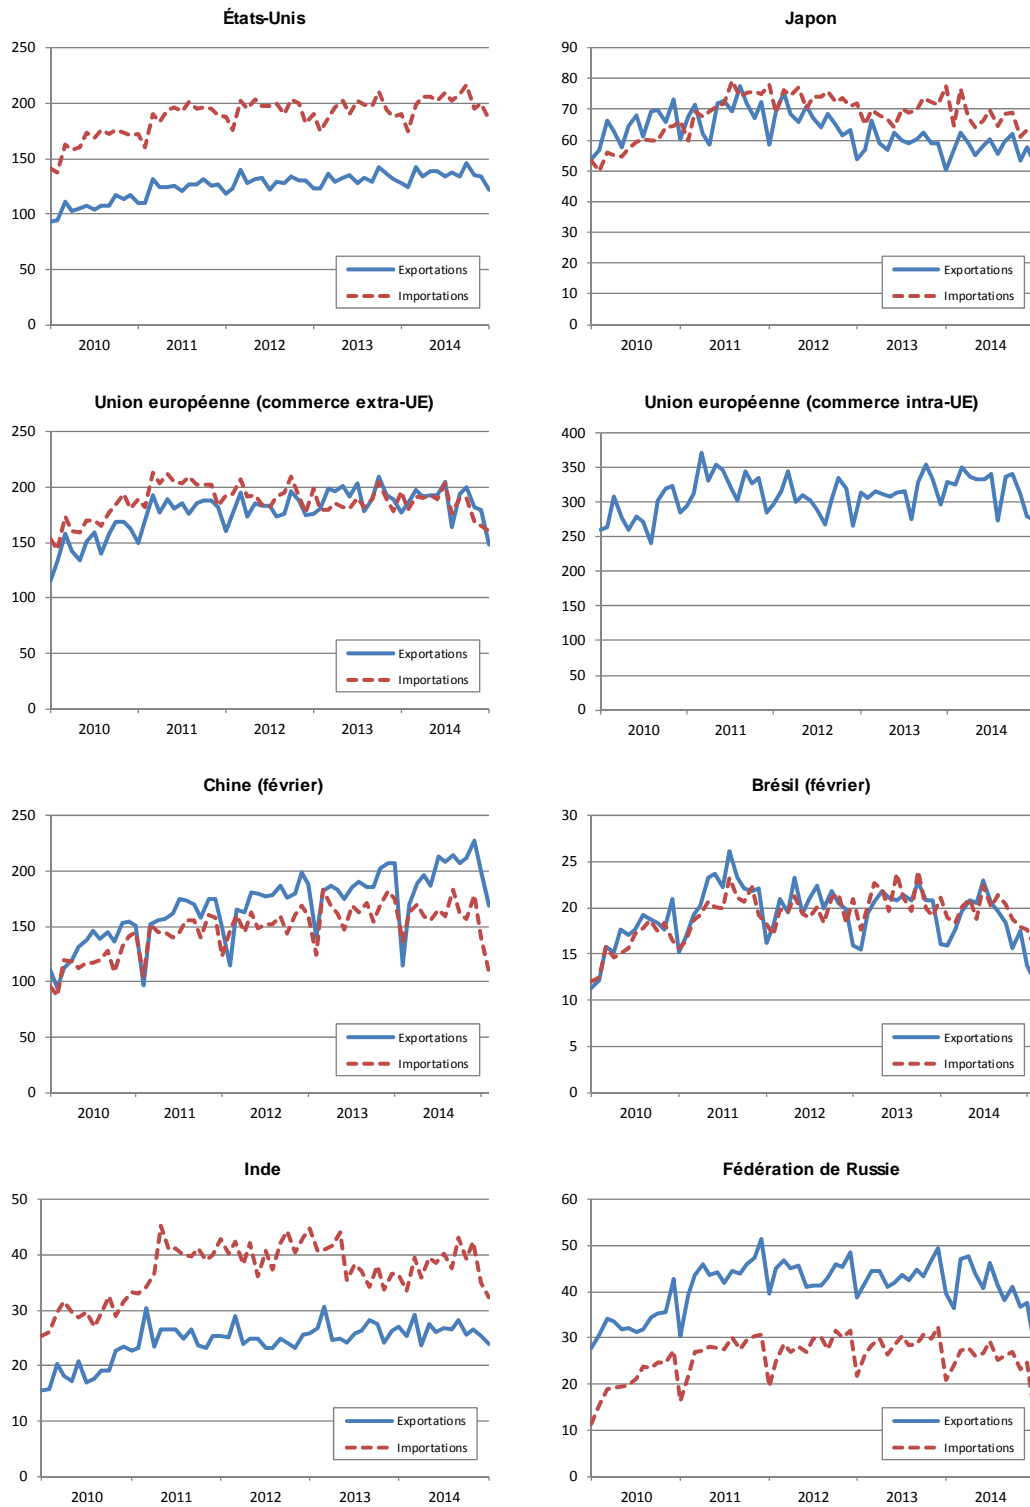 États-Unis
250
200
150
100
50
0
2010 2011 2012 2013 2014
Exportations
Importations
Japon
90
80
70
60
50
40
30
20
10
0
2010 2011 2012 2013 2014
Exportations
Importations
Union européenne (commerce extra-UE)
250
200
150
100
50
0
2010 2011 2012 2013 2014
Exportations
Importations
Union européenne (commerce intra-UE)
400
350
300
250
200
150
100
50
0
2010 2011 2012 2013 2014
Chine (février)
250
200
150
100
50
0
2010 2011 2012 2013 2014
Exportations
Importations
Brésil (février)
30
25
20
15
10
5
0
2010 2011 2012 2013 2014
Exportations
Importations
Inde
50
40
30
20
10
0
2010 2011 2012 2013 2014
Exportations
Importations
Fédération de Russie
60
50
40
30
20
10
0
2010 2011 2012 2013 2014
Exportations
Importations